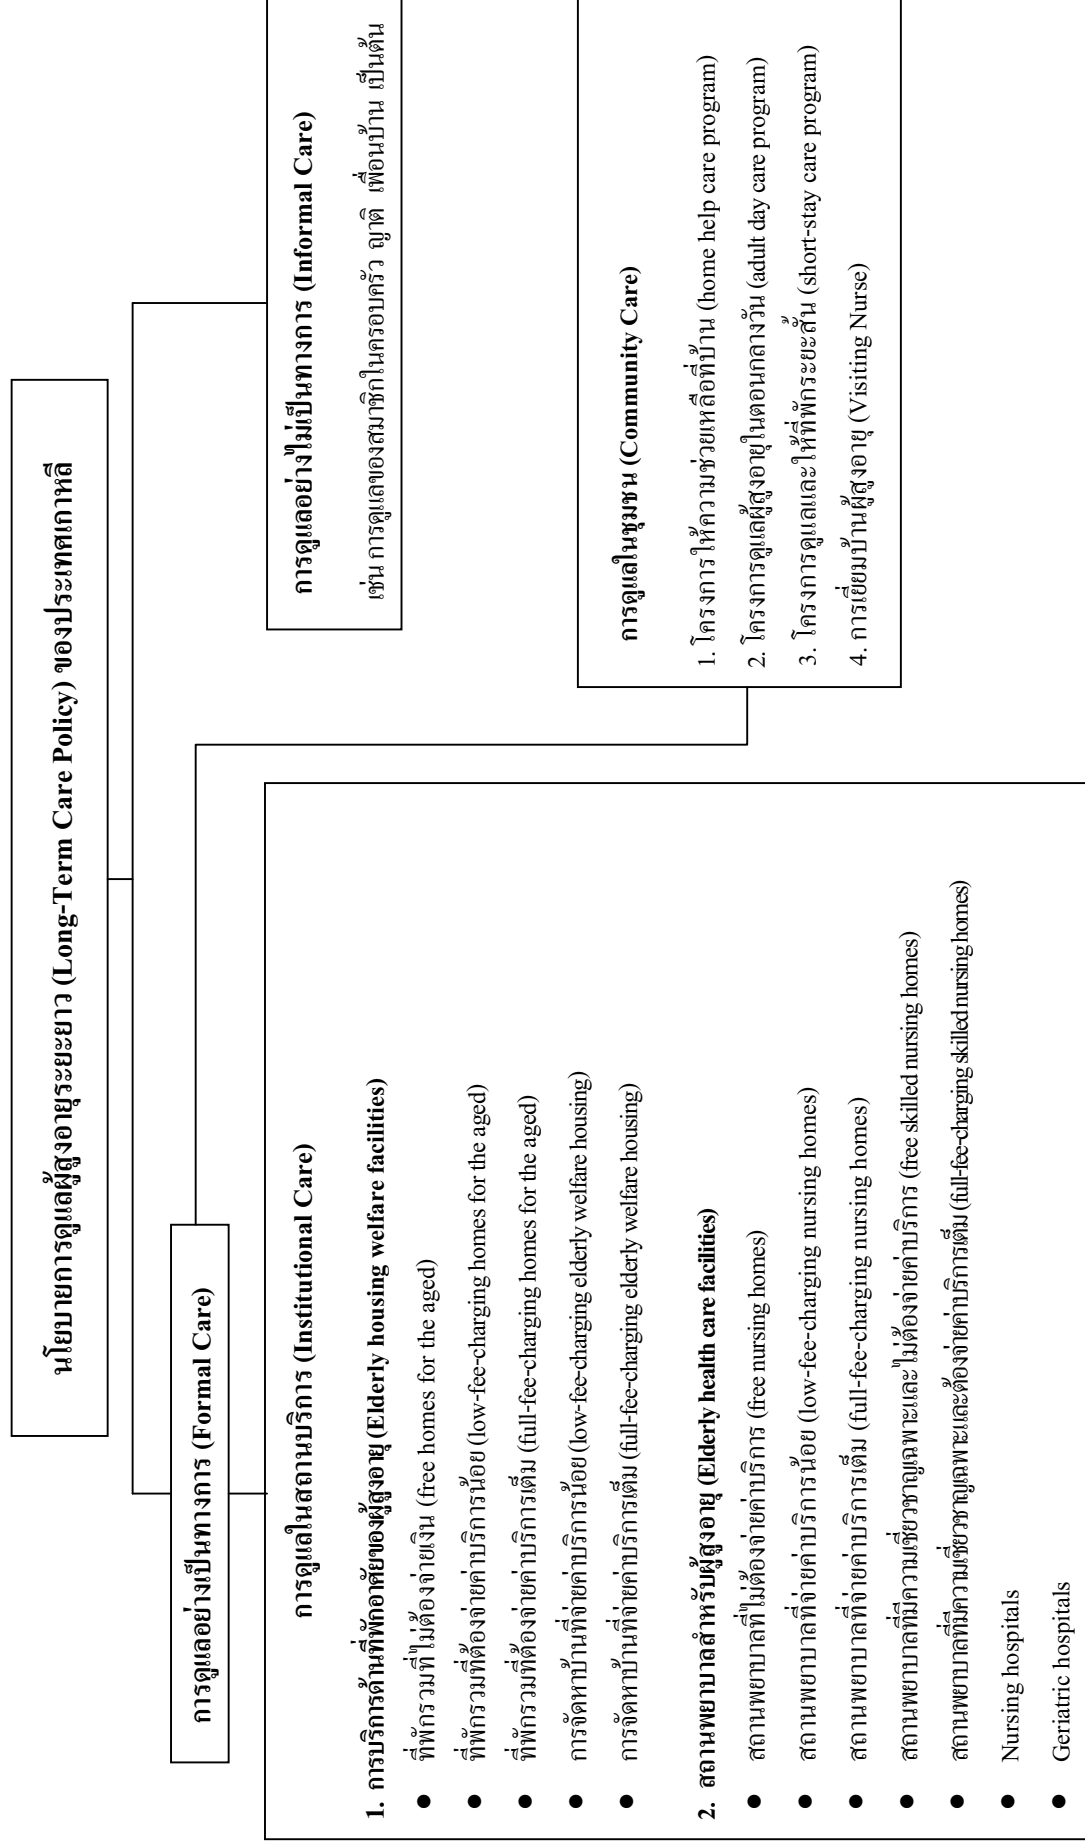 นโยบายการดูแลผู้สูงอายุระยะยาว (Long-Term Care Policy) ของประเทศเกาหลี
การดูแลอย่างเป็นทางการ (Formal Care)
การดูแลอย่างไม่เป็นทางการ (Informal Care)
เช่น การดูแลของสมาชิกในครอบครัว ญาติ เพื่อนบ้าน เป็นต้น
การดูแลในสถานบริการ (Institutional Care)
1. การบริการด้านที่พักอาศัยของผู้สูงอายุ (Elderly housing welfare facilities)
● ที่พักรวมที่ไม่ต้องจ่ายเงิน (free homes for the aged)
● ที่พักรวมที่ต้องจ่ายค่าบริการน้อย (low-fee-charging homes for the aged)
● ที่พักรวมที่ต้องจ่ายค่าบริการเต็ม (full-fee-charging homes for the aged)
● การจัดหาบ้านที่จ่ายค่าบริการน้อย (low-fee-charging elderly welfare housing)
● การจัดหาบ้านที่จ่ายค่าบริการเต็ม (full-fee-charging elderly welfare housing)
2. สถานพยาบาลสำหรับผู้สูงอายุ (Elderly health care facilities)
● สถานพยาบาลที่ไม่ต้องจ่ายค่าบริการ (free nursing homes)
● สถานพยาบาลที่จ่ายค่าบริการน้อย (low-fee-charging nursing homes)
● สถานพยาบาลที่จ่ายค่าบริการเต็ม (full-fee-charging nursing homes)
● สถานพยาบาลที่มีความเชี่ยวชาญเฉพาะและไม่ต้องจ่ายค่าบริการ (free skilled nursing homes)
● สถานพยาบาลที่มีความเชี่ยวชาญเฉพาะและต้องจ่ายค่าบริการเต็ม (full-fee-charging skilled nursing homes)
● Nursing hospitals
● Geriatric hospitals
การดูแลในชุมชน (Community Care)
1. โครงการให้ความช่วยเหลือที่บ้าน (home help care program)
2. โครงการดูแลผู้สูงอายุในตอนกลางวัน (adult day care program)
3. โครงการดูแลและให้ที่พักระยะสั้น (short-stay care program)
4. การเยี่ยมบ้านผู้สูงอายุ (Visiting Nurse)